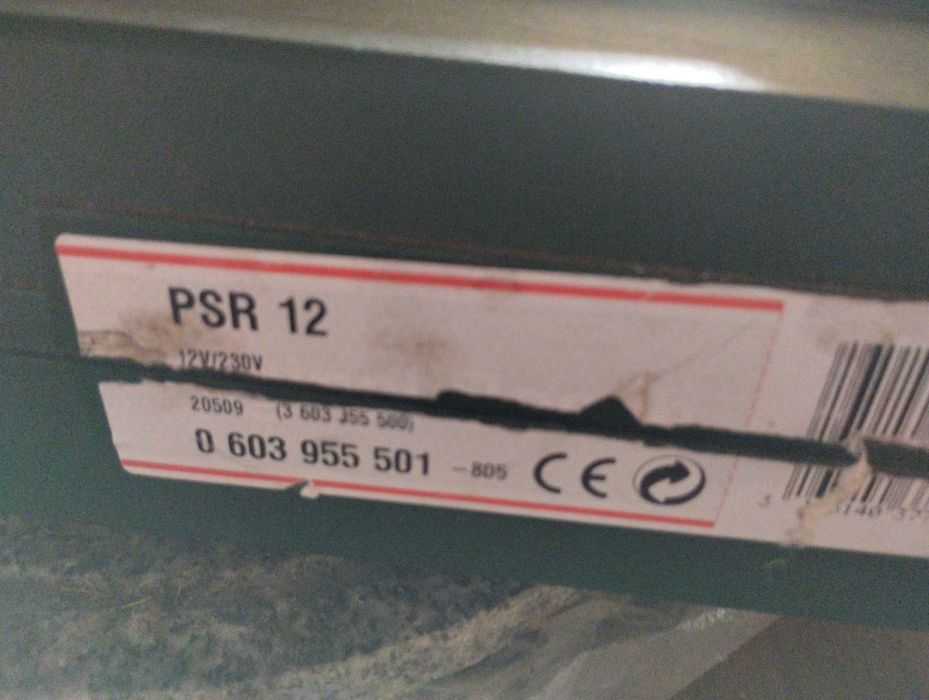 PSR 12
12V/230V
20509 (3 603 J55 500)
0 603 955 501 -805 CE